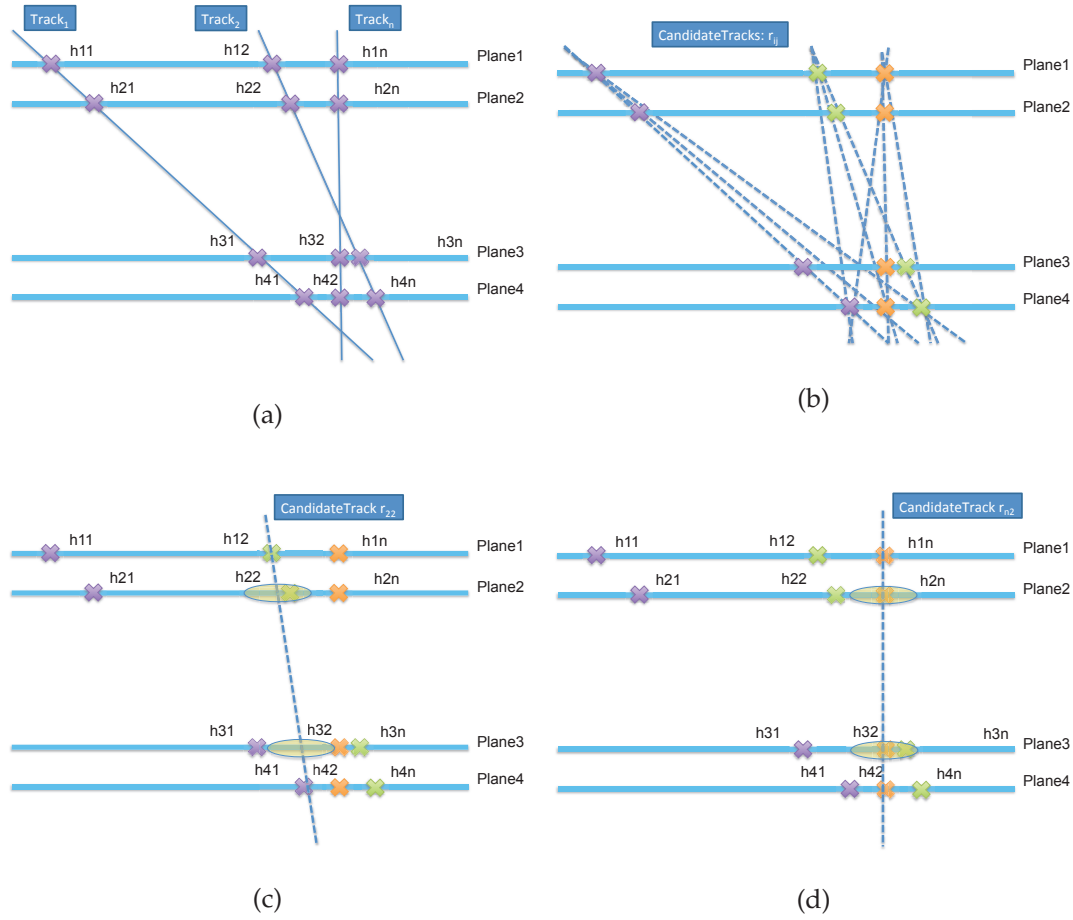 Track1
Track2
Trackn
h11
h12
h1n
Plane1
h21
h22
h2n
Plane2
h31
h32
h3n
Plane3
h41
h42
h4n
Plane4
(a)
CandidateTracks: rij
Plane1
Plane2
Plane3
Plane4
(b)
CandidateTrack r22
h11
h12
h1n
Plane1
h21
h22
h2n
Plane2
h31
h32
h3n
Plane3
h41
h42
h4n
Plane4
(c)
CandidateTrack rn2
h11
h12
h1n
Plane1
h21
h22
h2n
Plane2
h31
h32
h3n
Plane3
h41
h42
h4n
Plane4
(d)